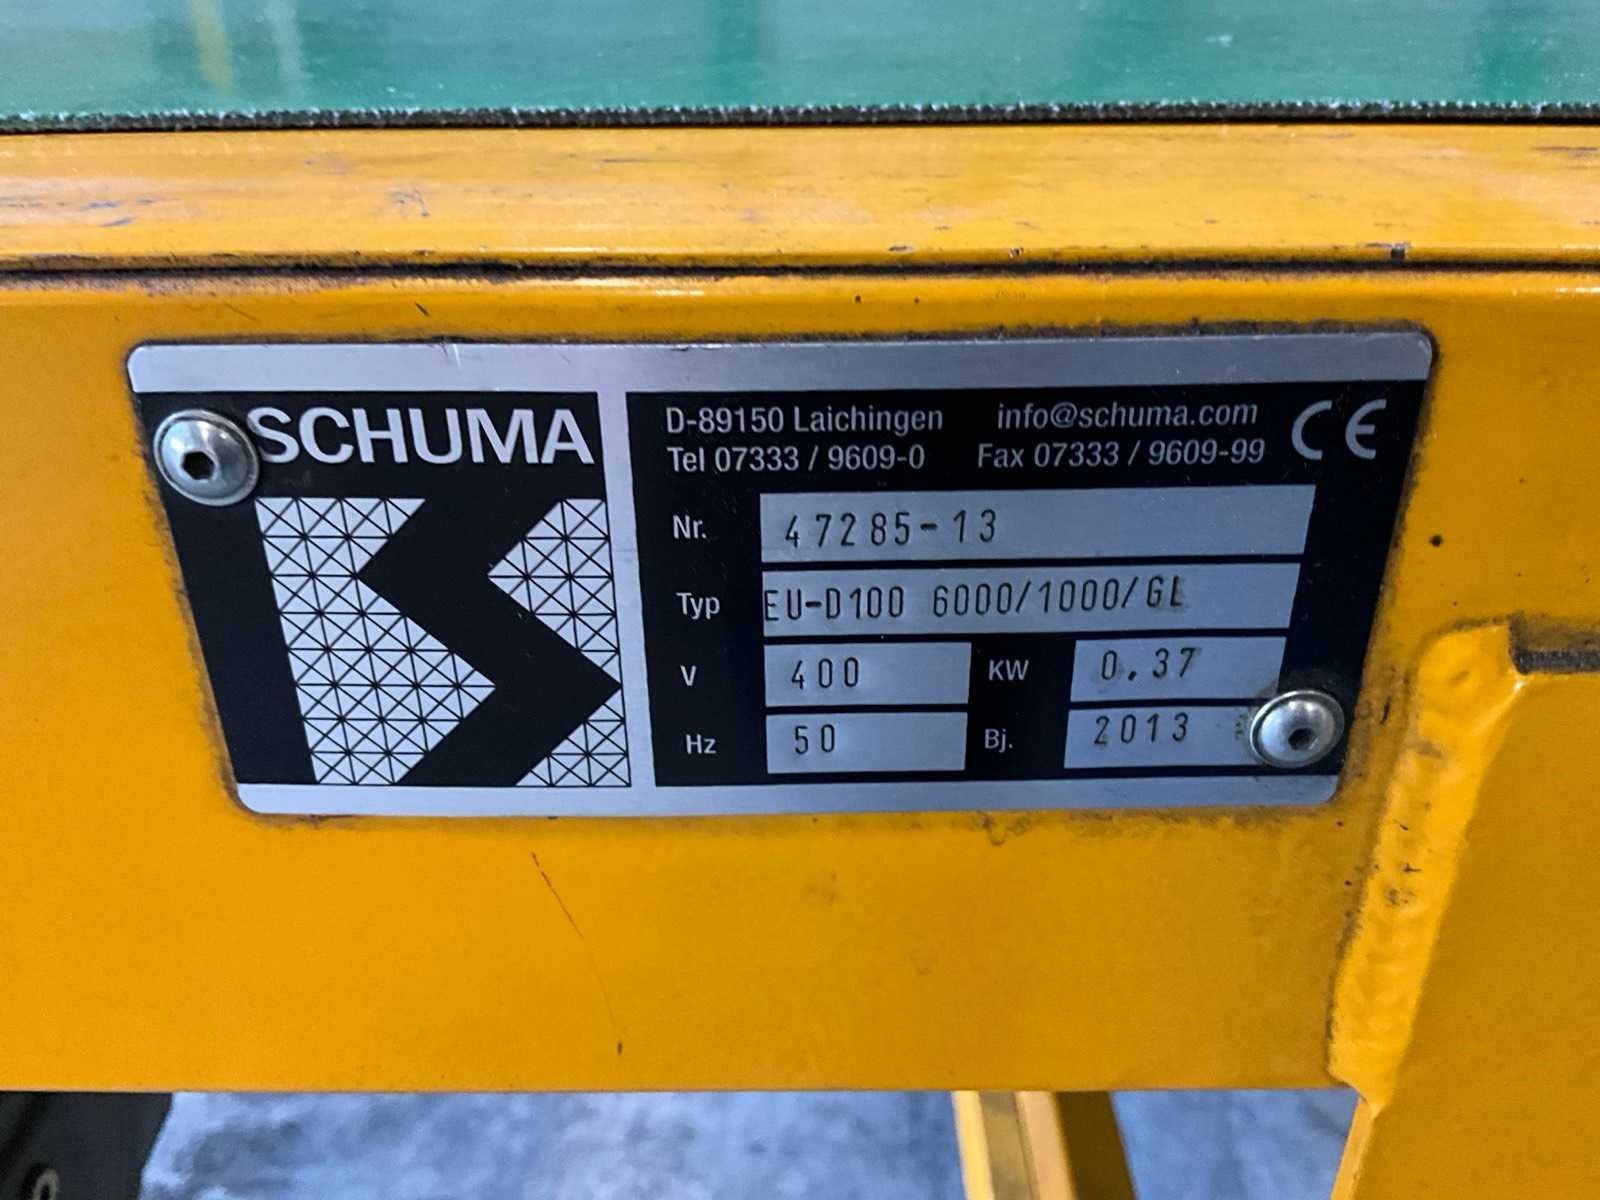 SCHUMA
D-89150 Laichingen info@schuma.com
Tel 07333 / 9609-0 Fax 07333 / 9609-99
CE
Nr. 47285-13
Typ EU-D100 6000/1000/GL
V 400 KW 0.37
Hz 50 Bj. 2013